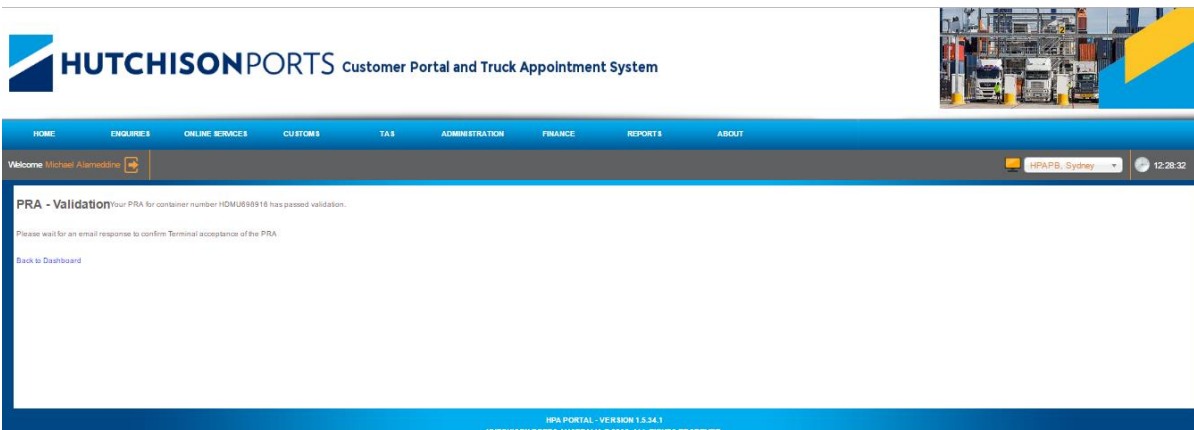 HUTCHISON PORTS Customer Portal and Truck Appointment System
HOME ENQUIRIES ONLINE SERVICES CUSTOMS TAS ADMINISTRATION FINANCE REPORTS ABOUT
Welcome Michael Alameddine HPAPB, Sydney 12:28:32
PRA - Validation Your PRA for container number HDMU698916 has passed validation.
Please wait for an email response to confirm Terminal acceptance of the PRA.
Back to Dashboard
HPA PORTAL - VERSION 1.5.34.1